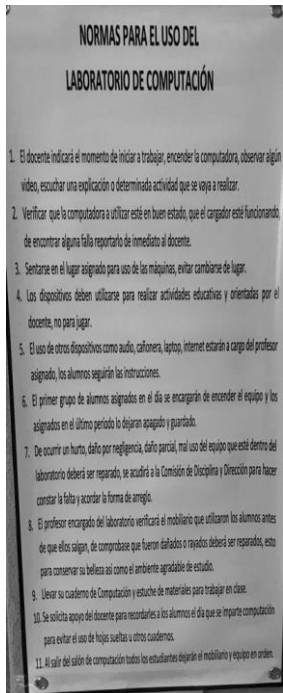 NORMAS PARA EL USO DEL
LABORATORIO DE COMPUTACIÓN
1. El docente indicará el momento de iniciar a trabajar, encender la computadora, observar algún
video, escuchar una explicación o determinada actividad que se vaya a realizar.
2. Verificar que la computadora a utilizar esté en buen estado, que el cargador esté funcionando,
de encontrar alguna falla reportarlo de inmediato al docente.
3. Sentarse en el lugar asignado para uso de las máquinas, evitar cambiarse de lugar.
4. Los dispositivos deben utilizarse para realizar actividades educativas y orientadas por el
docente, no para jugar.
5. El uso de otros dispositivos como audio, cañonera, laptop, internet estarán a cargo del profesor
asignado, los alumnos seguirán las instrucciones.
6. El primer grupo de alumnos asignados en el día se encargarán de encender el equipo y los
asignados en el último período lo dejaran apagado y guardado.
7. De ocurrir un hurto, daño por negligencia, daño parcial, mal uso del equipo que esté dentro del
laboratorio deberá ser reparado, se acudirá a la Comisión de Disciplina y Dirección para hacer
constar la falta y acordar la forma de arreglo.
8. El profesor encargado del laboratorio verificará el mobiliario que utilizaron los alumnos antes
de que ellos salgan, de comprobase que fueron dañados o rayados deberá ser reparados, esto
para conservar su belleza así como el ambiente agradable de estudio.
9. Llevar su cuaderno de Computación y estuche de materiales para trabajar en clase.
10. Se solicita apoyo del docente para recordarles a los alumnos el día que se imparte computación
para evitar el uso de hojas sueltas u otros cuadernos.
11. Al salir del salón de computación todos los estudiantes dejarán el mobiliario y equipo en orden.